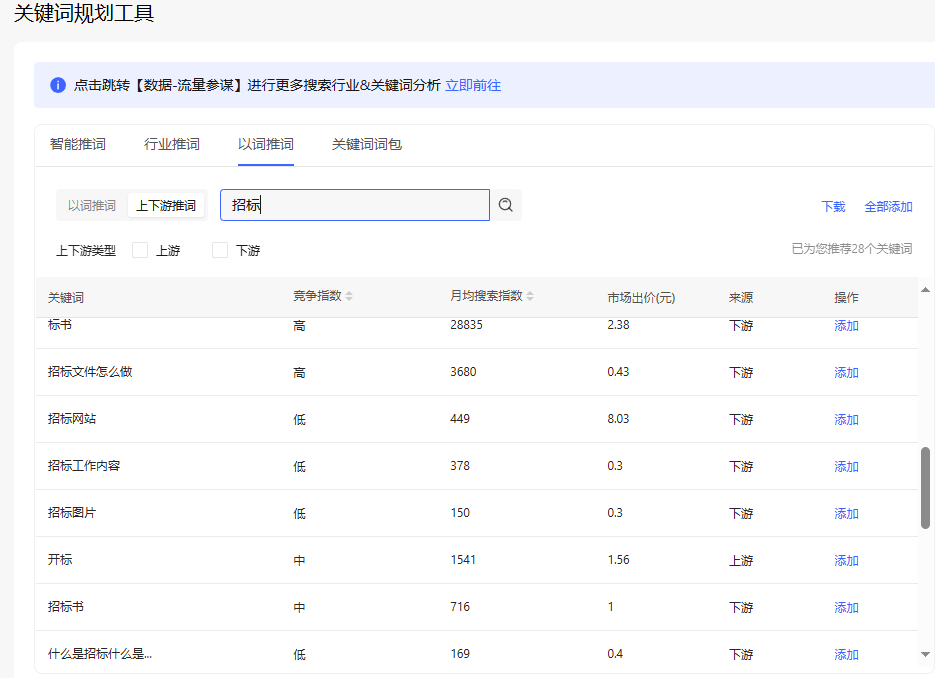 关键词规划工具
点击跳转【数据-流量参谋】进行更多搜索行业&关键词分析 立即前往
智能推词 行业推词 以词推词 关键词词包
以词推词 上下游推词 招标 下载 全部添加
上下游类型 上游 下游 已为您推荐28个关键词
关键词 竞争指数 月均搜索指数 市场出价(元) 来源 操作
标书 高 28835 2.38 下游 添加
招标文件怎么做 高 3680 0.43 下游 添加
招标网站 低 449 8.03 下游 添加
招标工作内容 低 378 0.3 下游 添加
招标图片 低 150 0.3 下游 添加
开标 中 1541 1.56 上游 添加
招标书 中 716 1 下游 添加
什么是招标什么是... 低 169 0.4 下游 添加